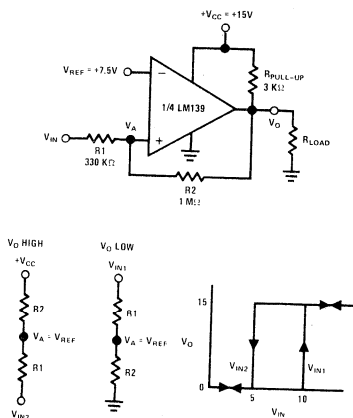 +VCC = +15V
VREF = +7.5V
RPULL-UP
3 KΩ
1/4 LM139
VO
VA
VIN
R1
330 KΩ
RLOAD
R2
1 MΩ
VO HIGH
VO LOW
+VCC
VIN1
R2
R1
VA = VREF
VA = VREF
R1
R2
VIN2
15
VO
VIN2
VIN1
0
5
10
VIN